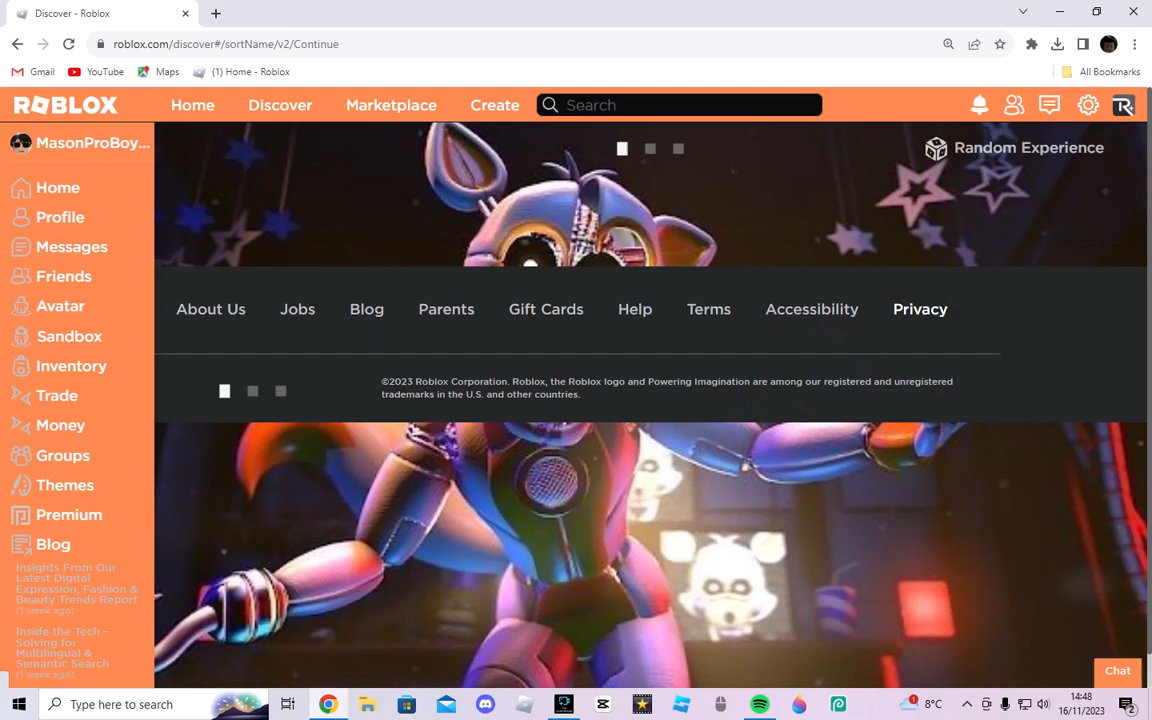 Discover - Roblox
roblox.com/discover#/sortName/v2/Continue
Gmail YouTube Maps (1) Home - Roblox All Bookmarks
ROBLOX Home Discover Marketplace Create Search
MasonProBoy... Random Experience
Home
Profile
Messages
Friends
Avatar
Sandbox
Inventory
Trade
Money
Groups
Themes
Premium
Blog
Insights From Our
Latest Digital
Expression, Fashion &
Beauty Trends Report
(1 week ago)
Inside the Tech –
Solving for
Multilingual &
Semantic Search
(1 week ago)
About Us Jobs Blog Parents Gift Cards Help Terms Accessibility Privacy
©2023 Roblox Corporation. Roblox, the Roblox logo and Powering Imagination are among our registered and unregistered
trademarks in the U.S. and other countries.
Chat
Type here to search 8°C 14:48
16/11/2023 2